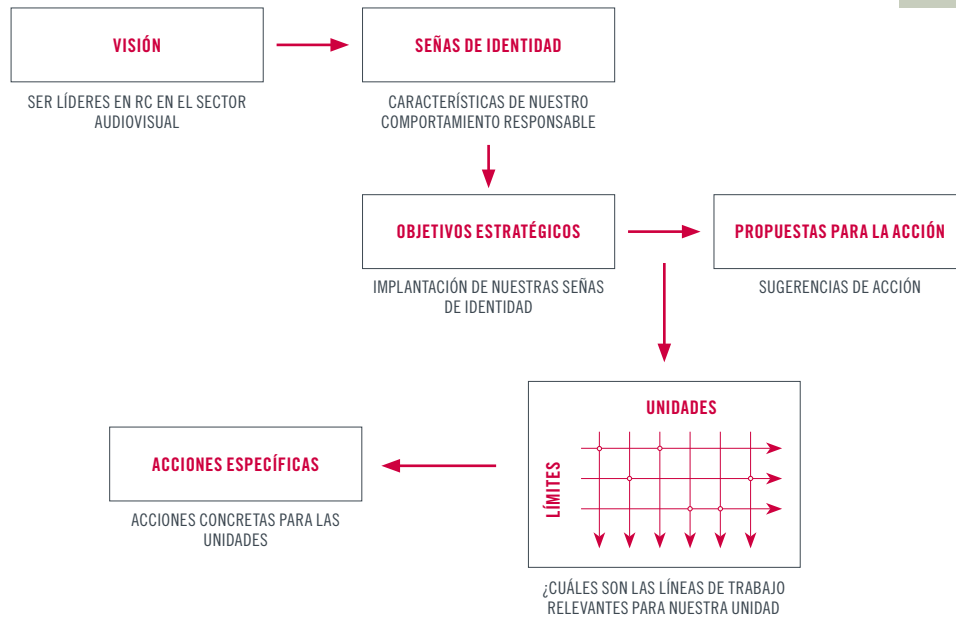 VISIÓN
SER LÍDERES EN RC EN EL SECTOR
AUDIOVISUAL
SEÑAS DE IDENTIDAD
CARACTERÍSTICAS DE NUESTRO
COMPORTAMIENTO RESPONSABLE
OBJETIVOS ESTRATÉGICOS
IMPLANTACIÓN DE NUESTRAS SEÑAS
DE IDENTIDAD
PROPUESTAS PARA LA ACCIÓN
SUGERENCIAS DE ACCIÓN
UNIDADES
LÍMITES
¿CUÁLES SON LAS LÍNEAS DE TRABAJO
RELEVANTES PARA NUESTRA UNIDAD
ACCIONES ESPECÍFICAS
ACCIONES CONCRETAS PARA LAS
UNIDADES